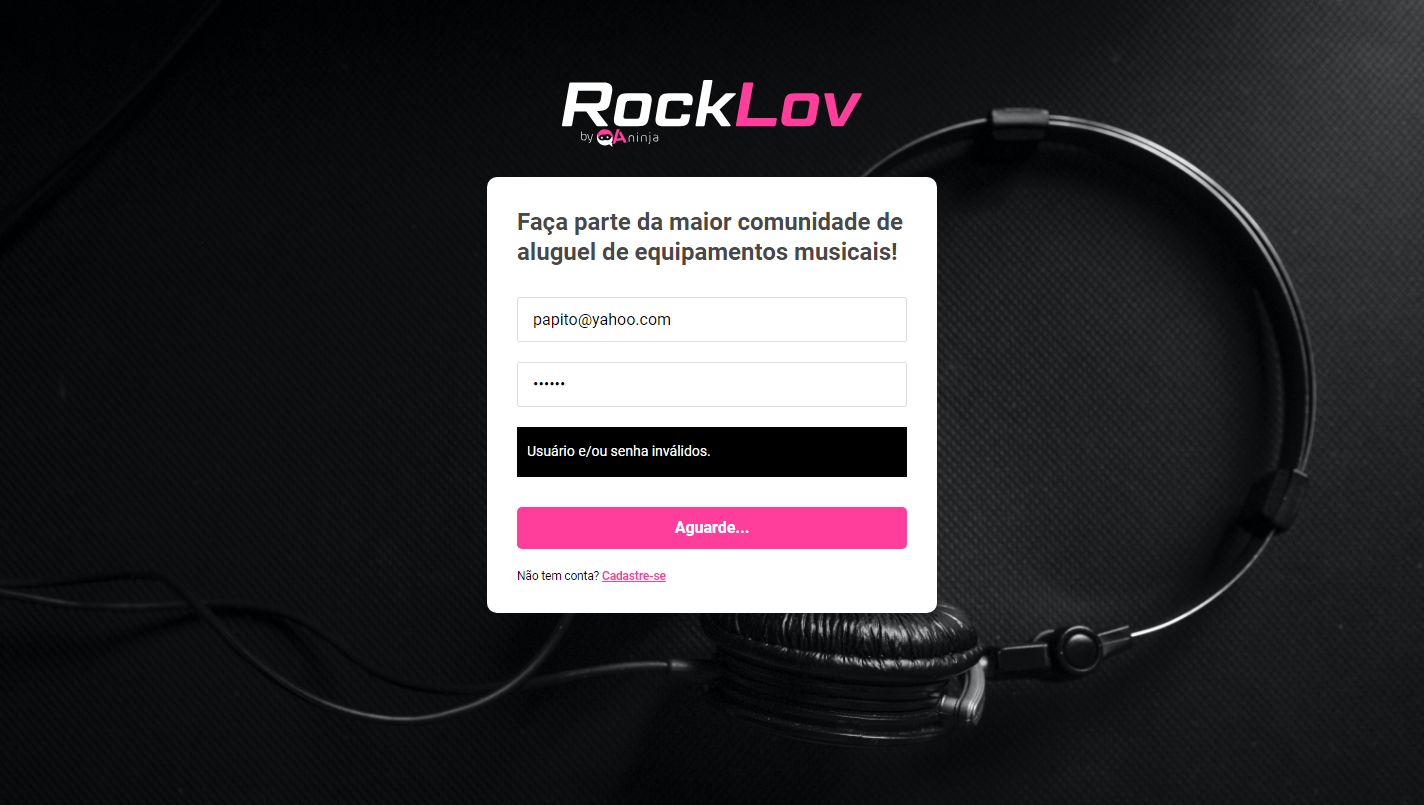 RockLov
by QAninja
Faça parte da maior comunidade de
aluguel de equipamentos musicais!
papito@yahoo.com
••••••
Usuário e/ou senha inválidos.
Aguarde...
Não tem conta? Cadastre-se